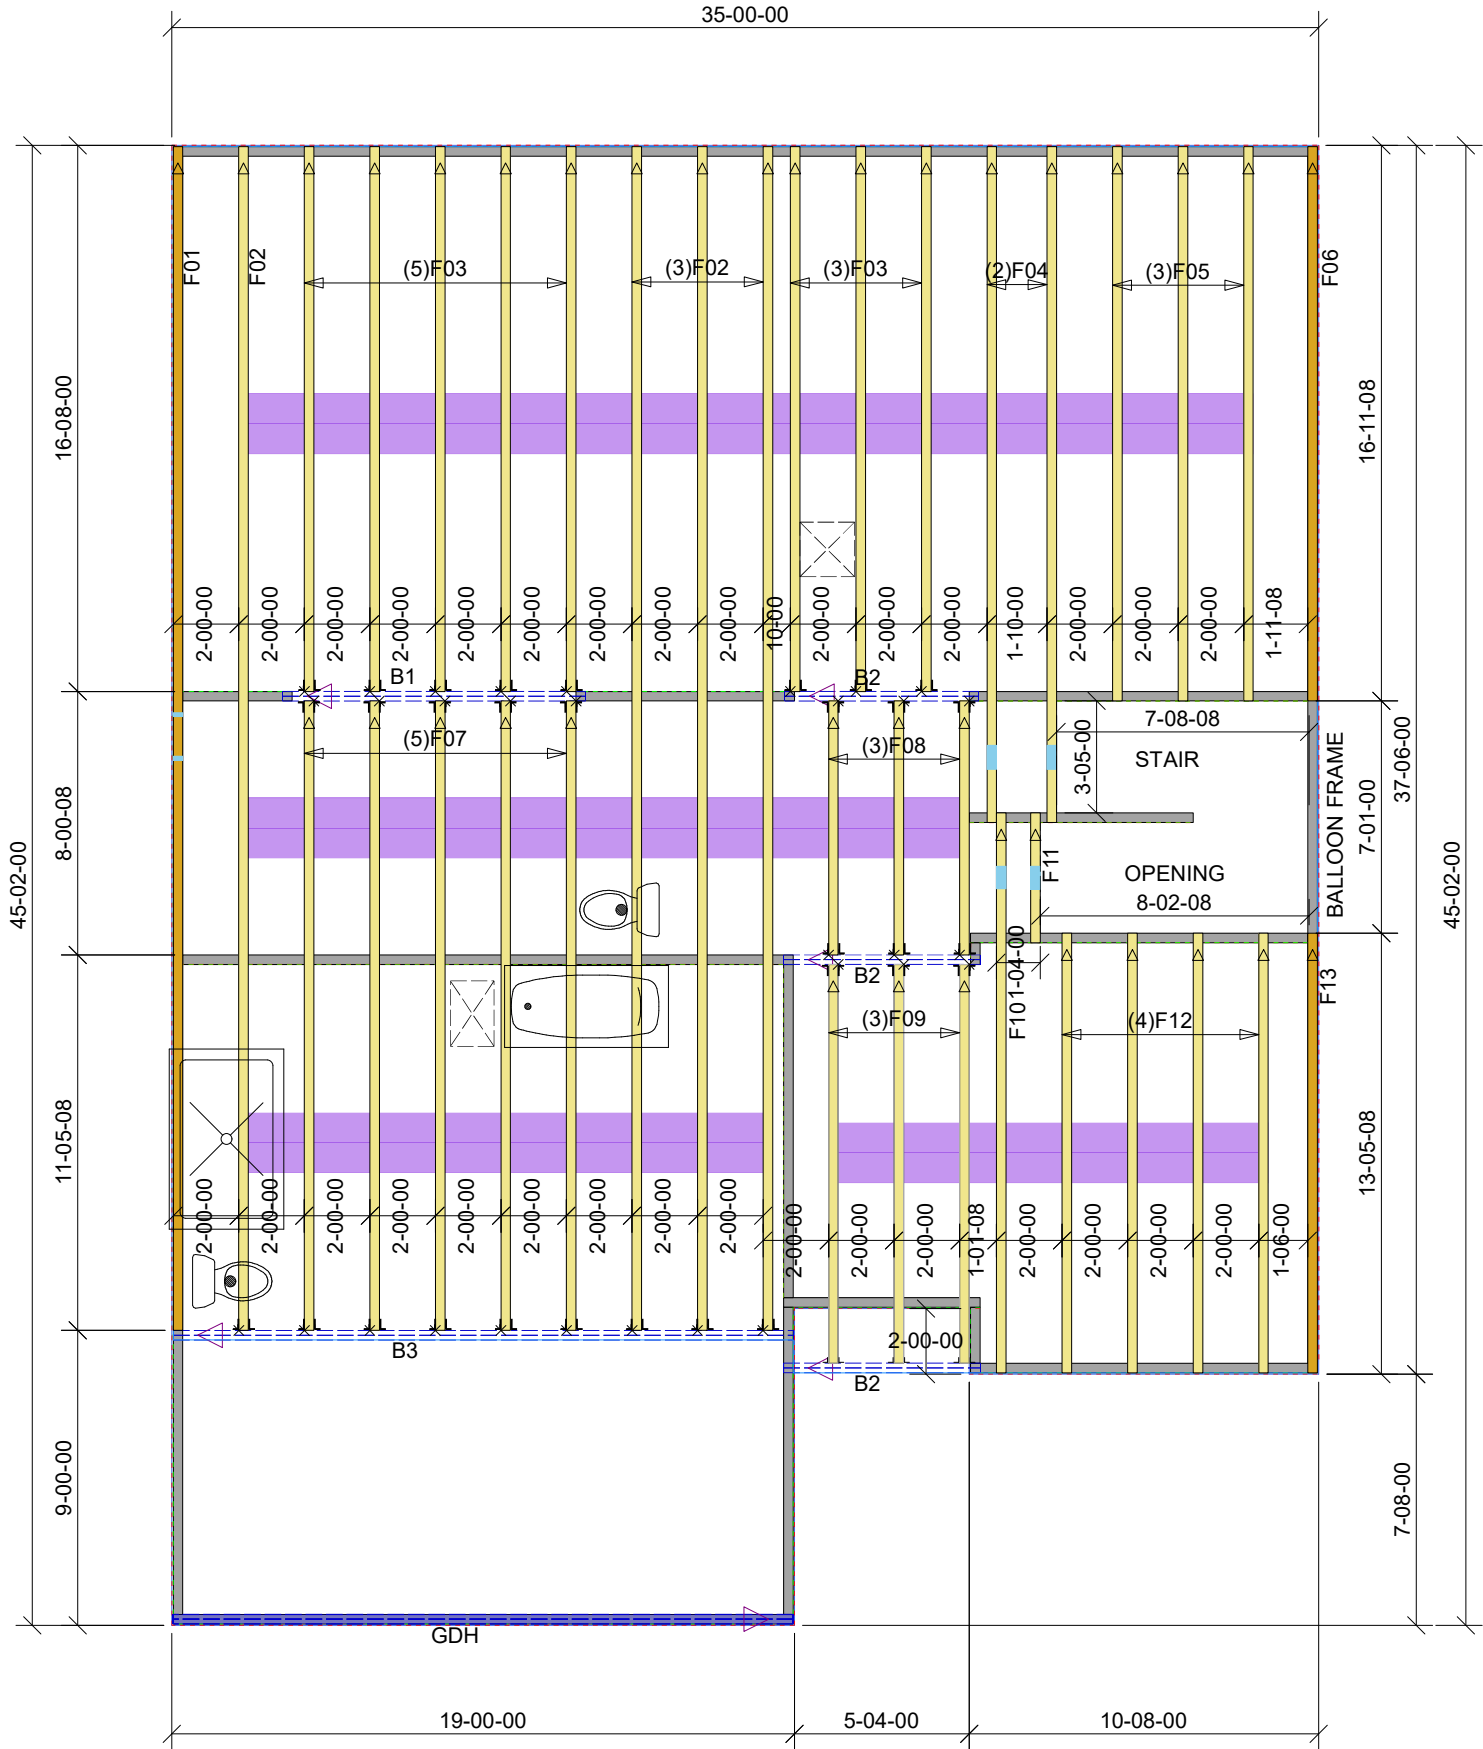 35-00-00
F01
F02
(5)F03
(3)F02
(3)F03
(2)F04
(3)F05
F06
16-08-00
16-11-08
2-00-00
2-00-00
2-00-00
2-00-00
2-00-00
2-00-00
2-00-00
2-00-00
2-00-00
10-00
2-00-00
2-00-00
2-00-00
1-10-00
2-00-00
2-00-00
2-00-00
1-11-08
B1
B2
(5)F07
(3)F08
7-08-08
3-05-00
STAIR
BALLOON FRAME
7-01-00
37-06-00
8-00-08
45-02-00
45-02-00
F11
OPENING
8-02-08
1-04-00
F10
B2
(3)F09
(4)F12
F13
11-05-08
13-05-08
2-00-00
2-00-00
2-00-00
2-00-00
2-00-00
2-00-00
2-00-00
2-00-00
2-00-00
2-00-00
2-00-00
2-00-00
1-01-08
2-00-00
2-00-00
2-00-00
2-00-00
1-06-00
2-00-00
B3
B2
9-00-00
7-08-00
GDH
19-00-00
5-04-00
10-08-00